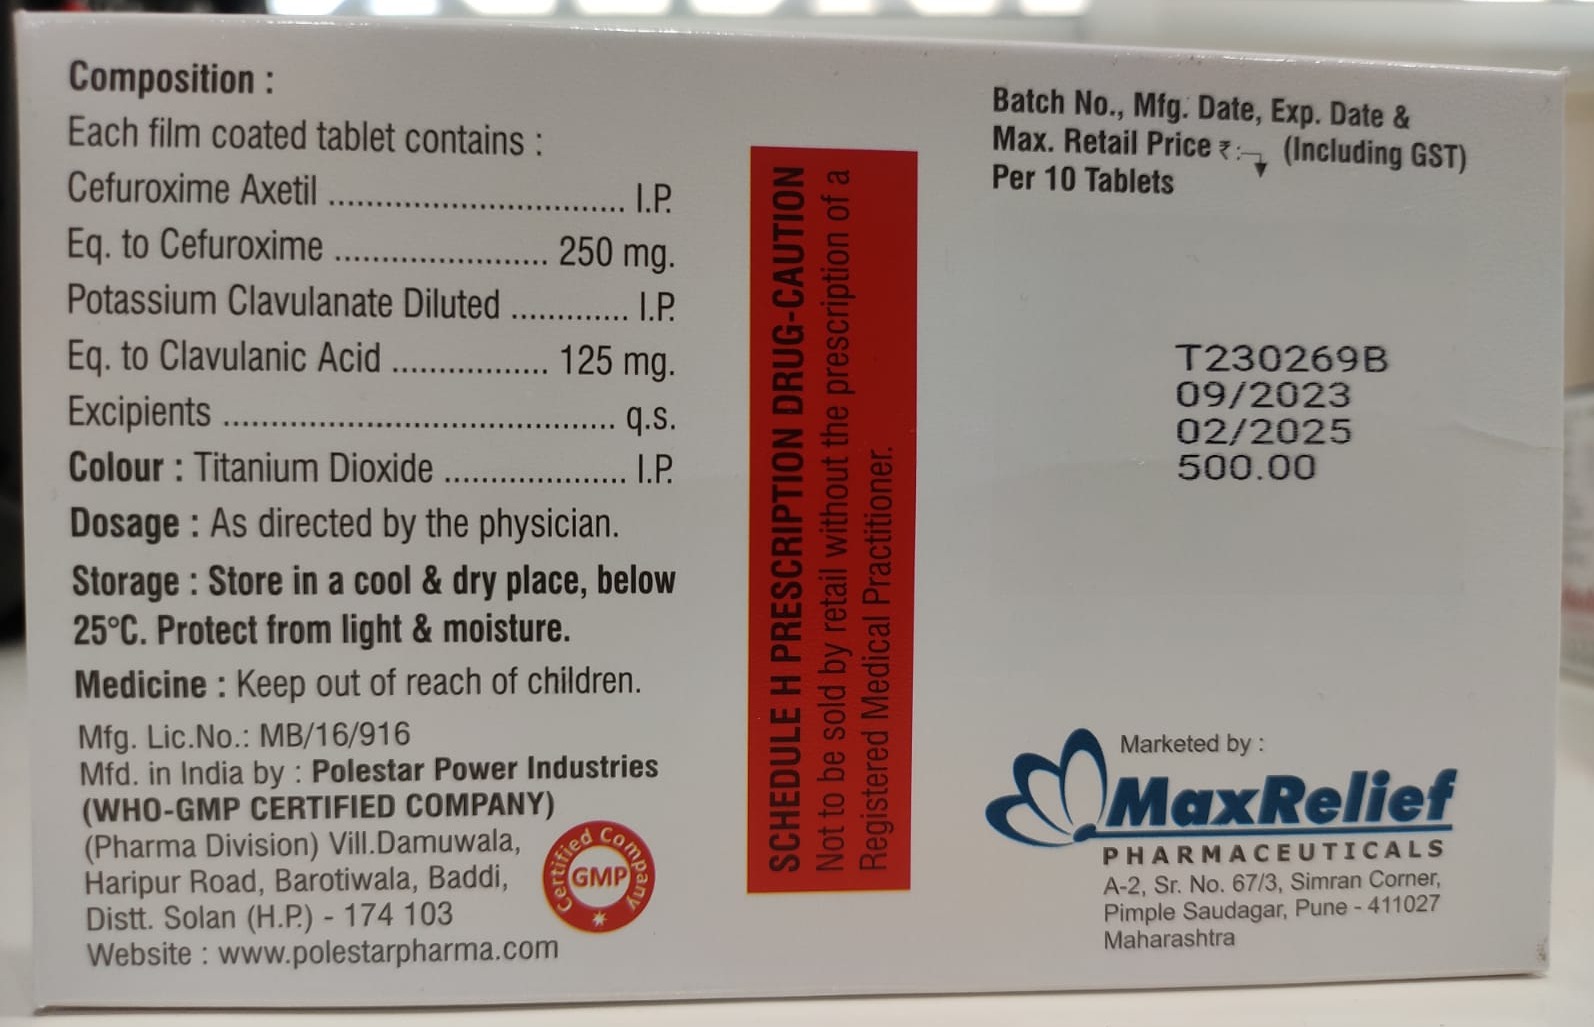 Composition :
Each film coated tablet contains :
Cefuroxime Axetil ............................... I.P.
Eq. to Cefuroxime ....................... 250 mg.
Potassium Clavulanate Diluted ............. I.P.
Eq. to Clavulanic Acid ................. 125 mg.
Excipients .......................................... q.s.
Colour : Titanium Dioxide .................... I.P.
Dosage : As directed by the physician.
Storage : Store in a cool & dry place, below
25°C. Protect from light & moisture.
Medicine : Keep out of reach of children.
Mfg. Lic.No.: MB/16/916
Mfd. in India by : Polestar Power Industries
(WHO-GMP CERTIFIED COMPANY)
(Pharma Division) Vill.Damuwala,
Haripur Road, Barotiwala, Baddi,
Distt. Solan (H.P.) - 174 103
Website : www.polestarpharma.com
Certified Company
GMP
SCHEDULE H PRESCRIPTION DRUG-CAUTION
Not to be sold by retail without the prescription of a
Registered Medical Practitioner.
Batch No., Mfg. Date, Exp. Date &
Max. Retail Price ₹ : (Including GST)
Per 10 Tablets
T230269B
09/2023
02/2025
500.00
Marketed by :
MaxRelief
PHARMACEUTICALS
A-2, Sr. No. 67/3, Simran Corner,
Pimple Saudagar, Pune - 411027
Maharashtra